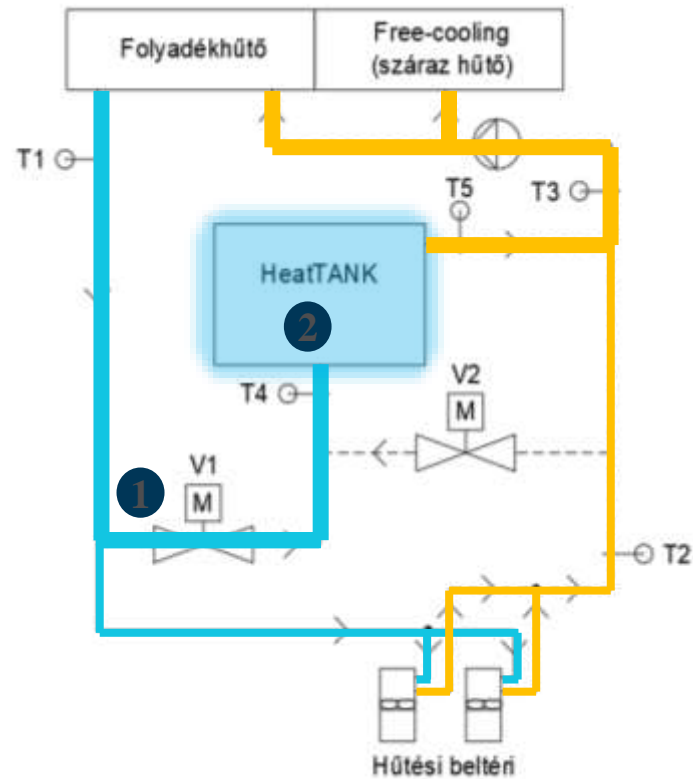 Folyadékhűtő
Free-cooling
(száraz hűtő)
T1
T5
T3
HeatTANK
2
T4
V2
M
V1
1
M
T2
Hűtési beltéri